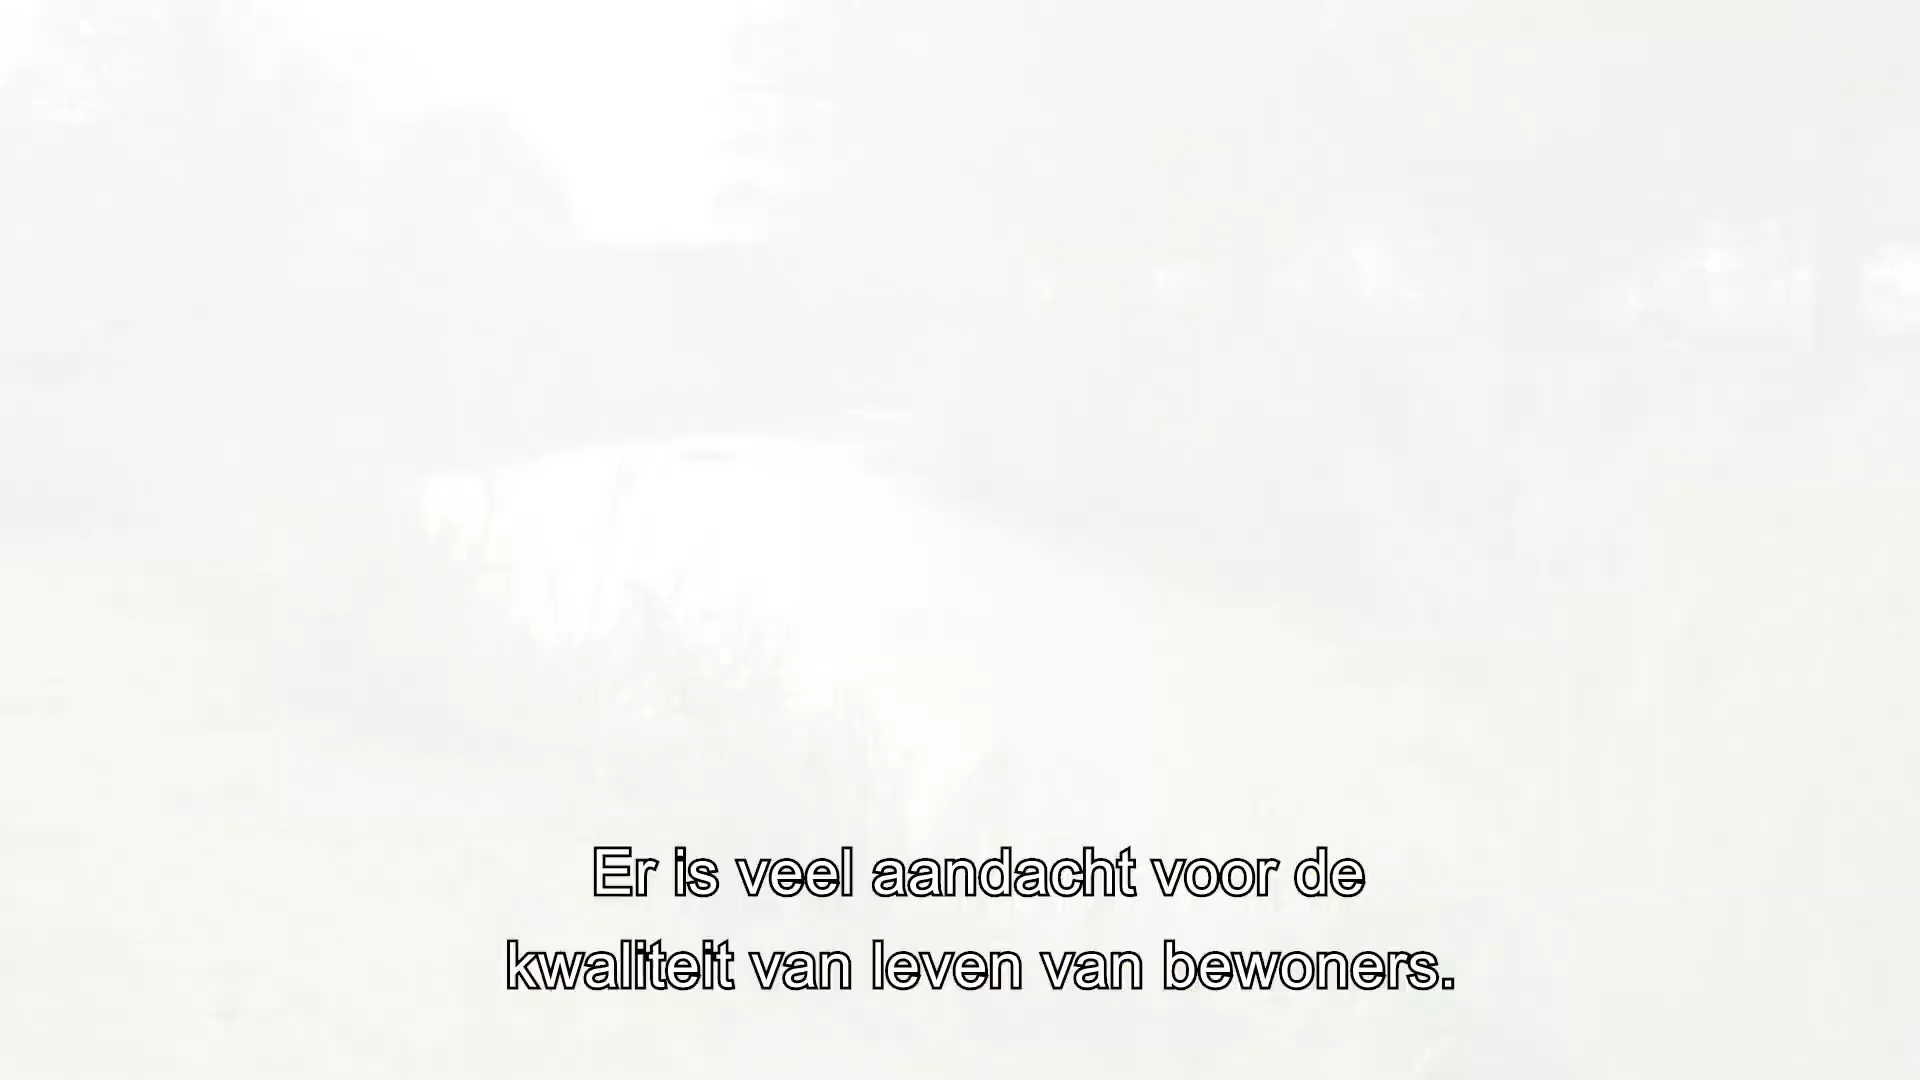 Er is veel aandacht voor de
kwaliteit van leven van bewoners.